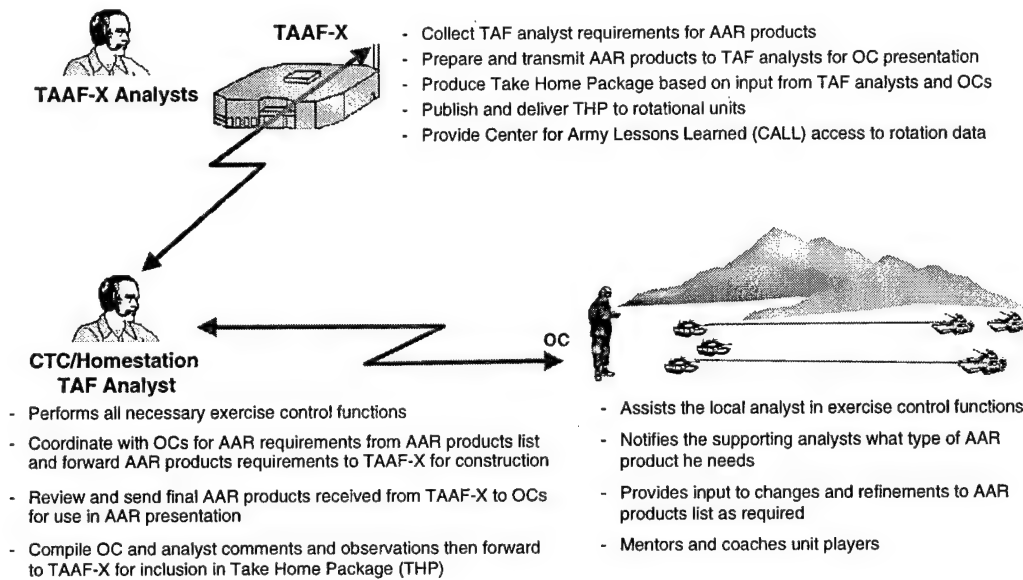 TAAF-X
TAAF-X Analysts
- Collect TAF analyst requirements for AAR products
- Prepare and transmit AAR products to TAF analysts for OC presentation
- Produce Take Home Package based on input from TAF analysts and OCs
- Publish and deliver THP to rotational units
- Provide Center for Army Lessons Learned (CALL) access to rotation data
OC
CTC/Homestation
TAF Analyst
- Performs all necessary exercise control functions
- Coordinate with OCs for AAR requirements from AAR products list
and forward AAR products requirements to TAAF-X for construction
- Review and send final AAR products received from TAAF-X to OCs
for use in AAR presentation
- Compile OC and analyst comments and observations then forward
to TAAF-X for inclusion in Take Home Package (THP)
- Assists the local analyst in exercise control functions
- Notifies the supporting analysts what type of AAR
product he needs
- Provides input to changes and refinements to AAR
products list as required
- Mentors and coaches unit players